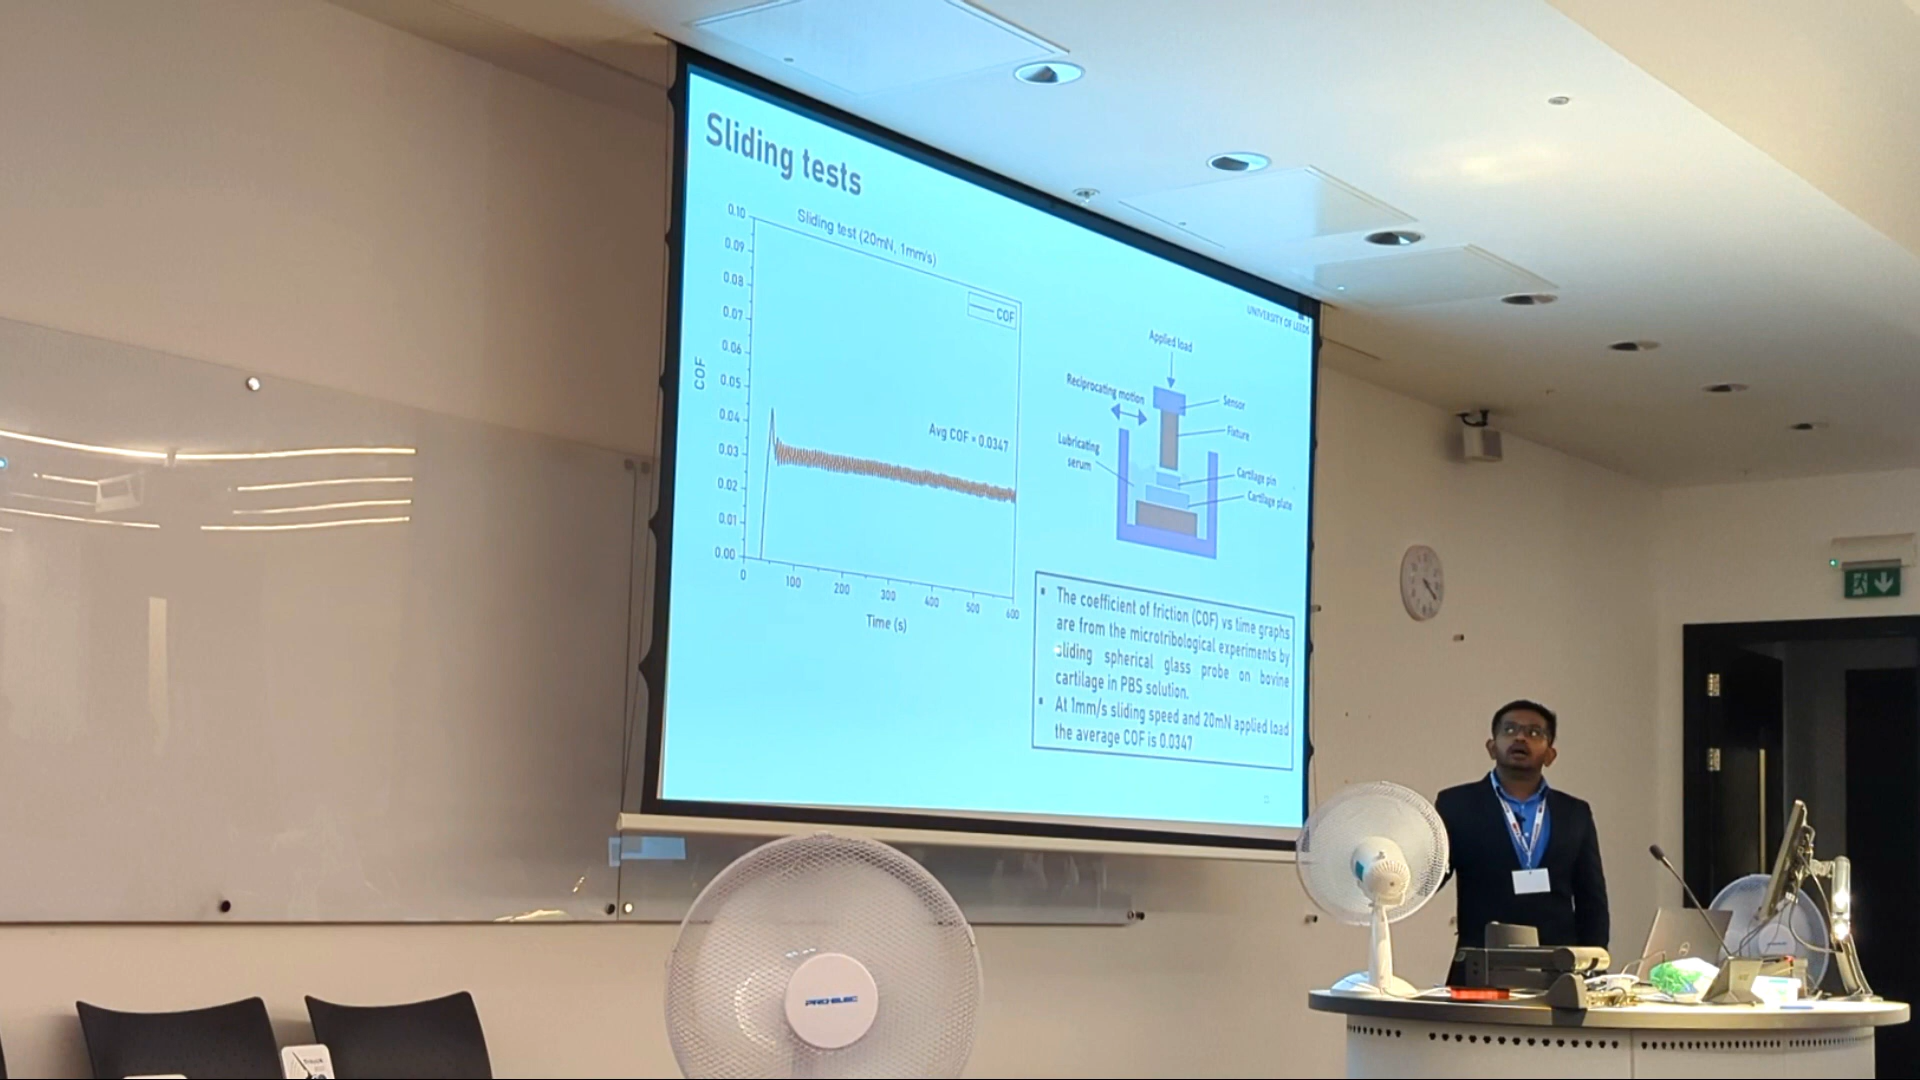 Sliding tests
Sliding test (20mN, 1mm/s)
COF
0.10
0.09
0.08
0.07
0.06
0.05
0.04
0.03
0.02
0.01
0.00
COF
Avg COF = 0.0347
0
100
200
300
400
500
600
Time (s)
UNIVERSITY OF LEEDS
Applied load
Reciprocating motion
Sensor
Fixture
Lubricating
serum
Cartilage pin
Cartilage plate
▪ The coefficient of friction (COF) vs time graphs
are from the microtribological experiments by
sliding spherical glass probe on bovine
cartilage in PBS solution.
▪ At 1mm/s sliding speed and 20mN applied load
the average COF is 0.0347
PRO-ELEC